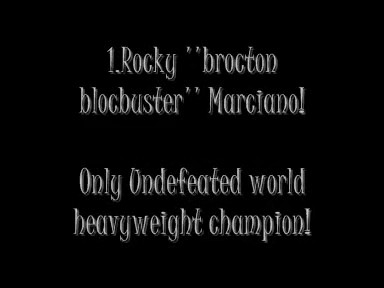 1.Rocky ''brocton
blocbuster'' Marciano!
Only Undefeated world
heavyweight champion!